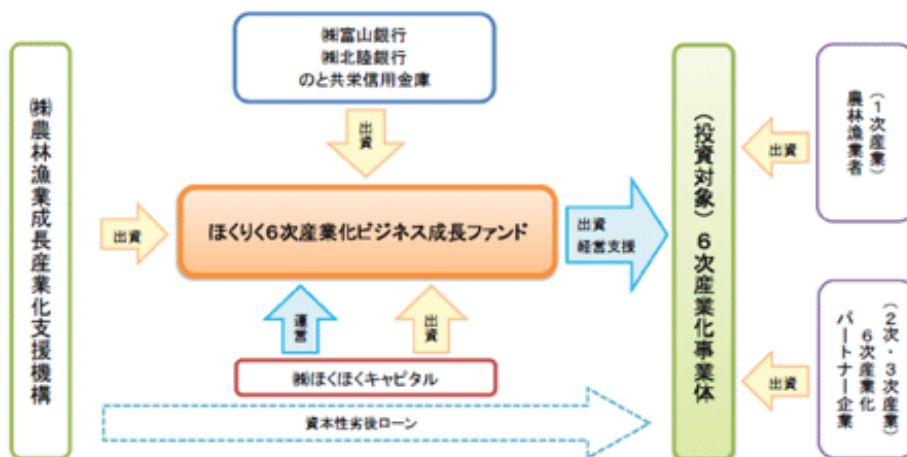 ㈱農林漁業成長産業化支援機構
出資
㈱富山銀行
㈱北陸銀行
のと共栄信用金庫
出資
ほくりく6次産業化ビジネス成長ファンド
運営
出資
㈱ほくほくキャピタル
資本性劣後ローン
出資
経営支援
(投資対象)6次産業化事業体
出資
(1次産業)
農林漁業者
出資
(2次・3次産業)
6次産業化
パートナー企業